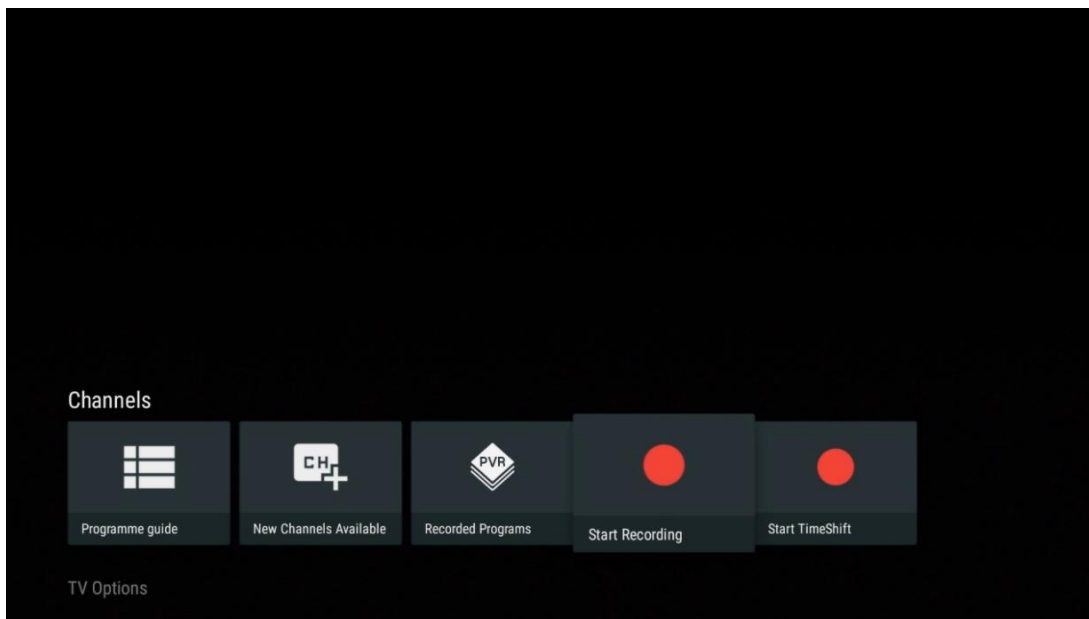 Channels
CH
PVR
Programme guide
New Channels Available
Recorded Programs
Start Recording
Start TimeShift
TV Options